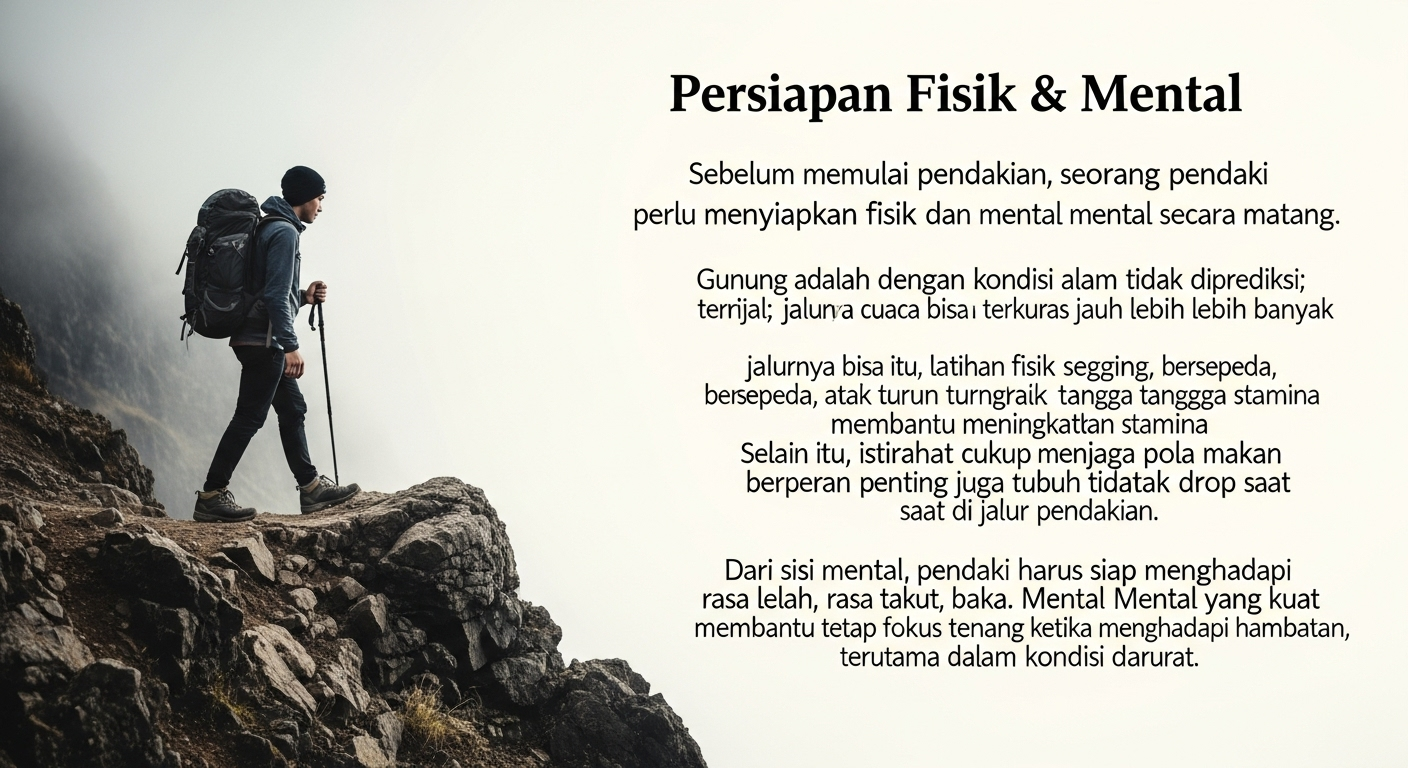 Persiapan Fisik & Mental
Sebelum memulai pendakian, seorang pendaki
perlu menyiapkan fisik dan mental mental secara matang.
Gunung adalah dengan kondisi alam tidak diprediksi;
terrijal; cuaca bisa terkuras jauh lebih lebih banyak
jalurnya bisa itu, latihan fisik segging, bersepeda,
bersepeda, atak turun turngraik tangga tanggga stamina
membantu meningkattan stamina
Selain itu, istirahat cukup menjaga pola makan
berperan penting juga tubuh tidatak drop saat
saat di jalur pendakian.
Dari sisi mental, pendaki harus siap menghadapi
rasa lelah, rasa takut, baka. Mental Mental yang kuat
membantu tetap fokus tenang ketika menghadapi hambatan,
terutama dalam kondisi darurat.